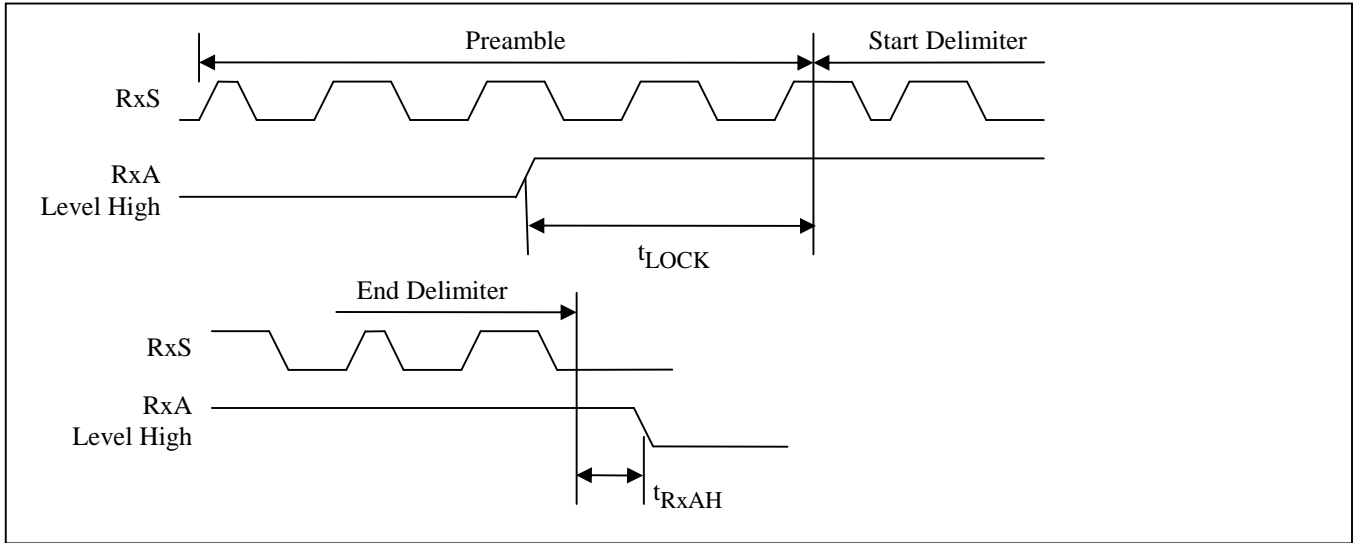 Preamble
Start Delimiter
RxS
RxA
Level High
tLOCK
End Delimiter
RxS
RxA
Level High
tRxAH